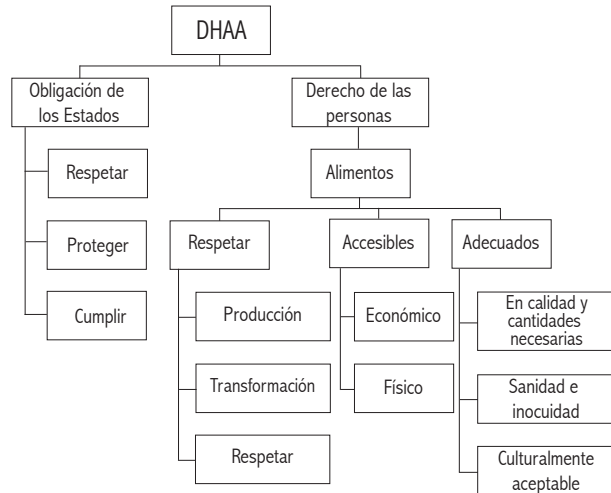 DHAA
Obligación de
los Estados
Derecho de las
personas
Respetar
Proteger
Cumplir
Alimentos
Respetar
Accesibles
Adecuados
Producción
Transformación
Respetar
Económico
Físico
En calidad y
cantidades
necesarias
Sanidad e
inocuidad
Culturalmente
aceptable